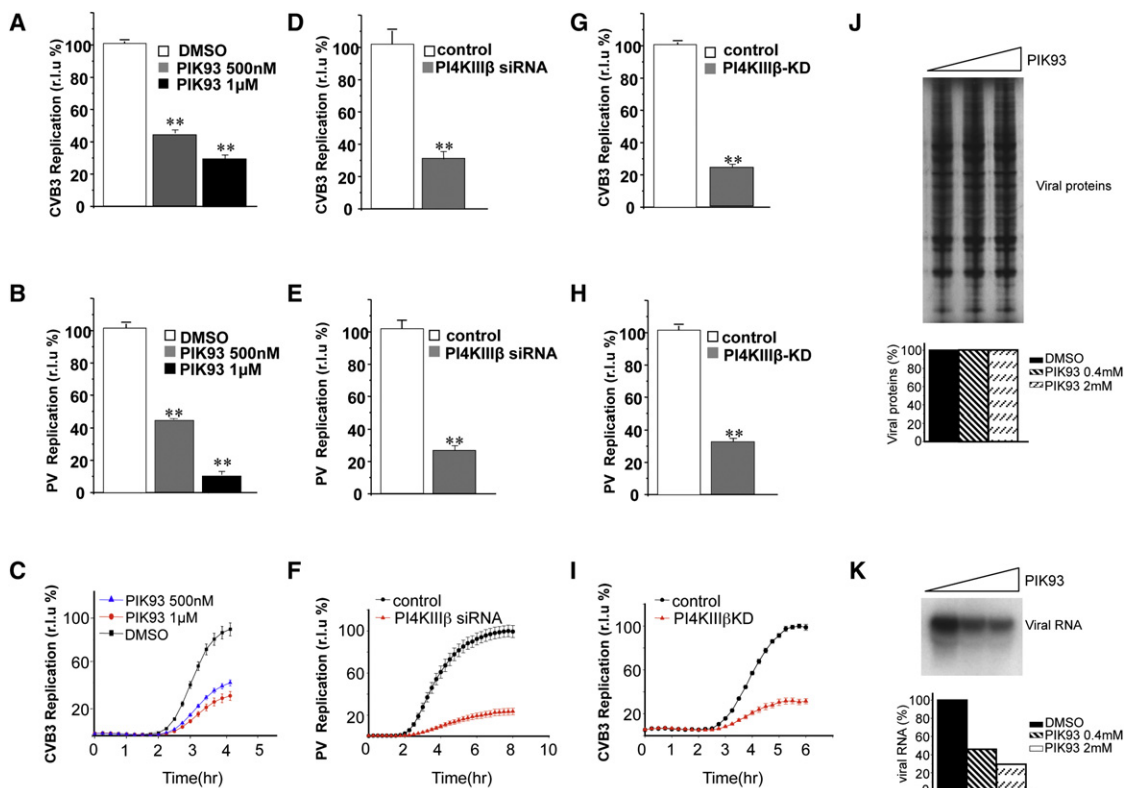 A
CVB3 Replication (r.l.u %)
100
80
60
40
20
0
DMSO
PIK93 500nM
PIK93 1μM
**
**
D
CVB3 Replication (r.l.u %)
100
80
60
40
20
0
control
PI4KIIIβ siRNA
**
G
CVB3 Replication (r.l.u %)
100
80
60
40
20
0
control
PI4KIIIβ-KD
**
J
PIK93
Viral proteins
Viral proteins (%)
100
80
60
40
20
0
DMSO
PIK93 0.4mM
PIK93 2mM
B
PV Replication (r.l.u %)
100
80
60
40
20
0
DMSO
PIK93 500nM
PIK93 1μM
**
**
E
PV Replication (r.l.u %)
100
80
60
40
20
0
control
PI4KIIIβ siRNA
**
H
PV Replication (r.l.u %)
100
80
60
40
20
0
control
PI4KIIIβ-KD
**
C
CVB3 Replication (r.l.u %)
100
60
20
PIK93 500nM
PIK93 1μM
DMSO
0 1 2 3 4 5
Time(hr)
F
PV Replication (r.l.u %)
100
60
20
control
PI4KIIIβ siRNA
0 2 4 6 8 10
Time(hr)
I
CVB3 Replication (r.l.u %)
100
60
20
control
PI4KIIIβKD
0 1 2 3 4 5 6
Time(hr)
K
PIK93
Viral RNA
viral RNA (%)
100
80
60
40
20
0
DMSO
PIK93 0.4mM
PIK93 2mM